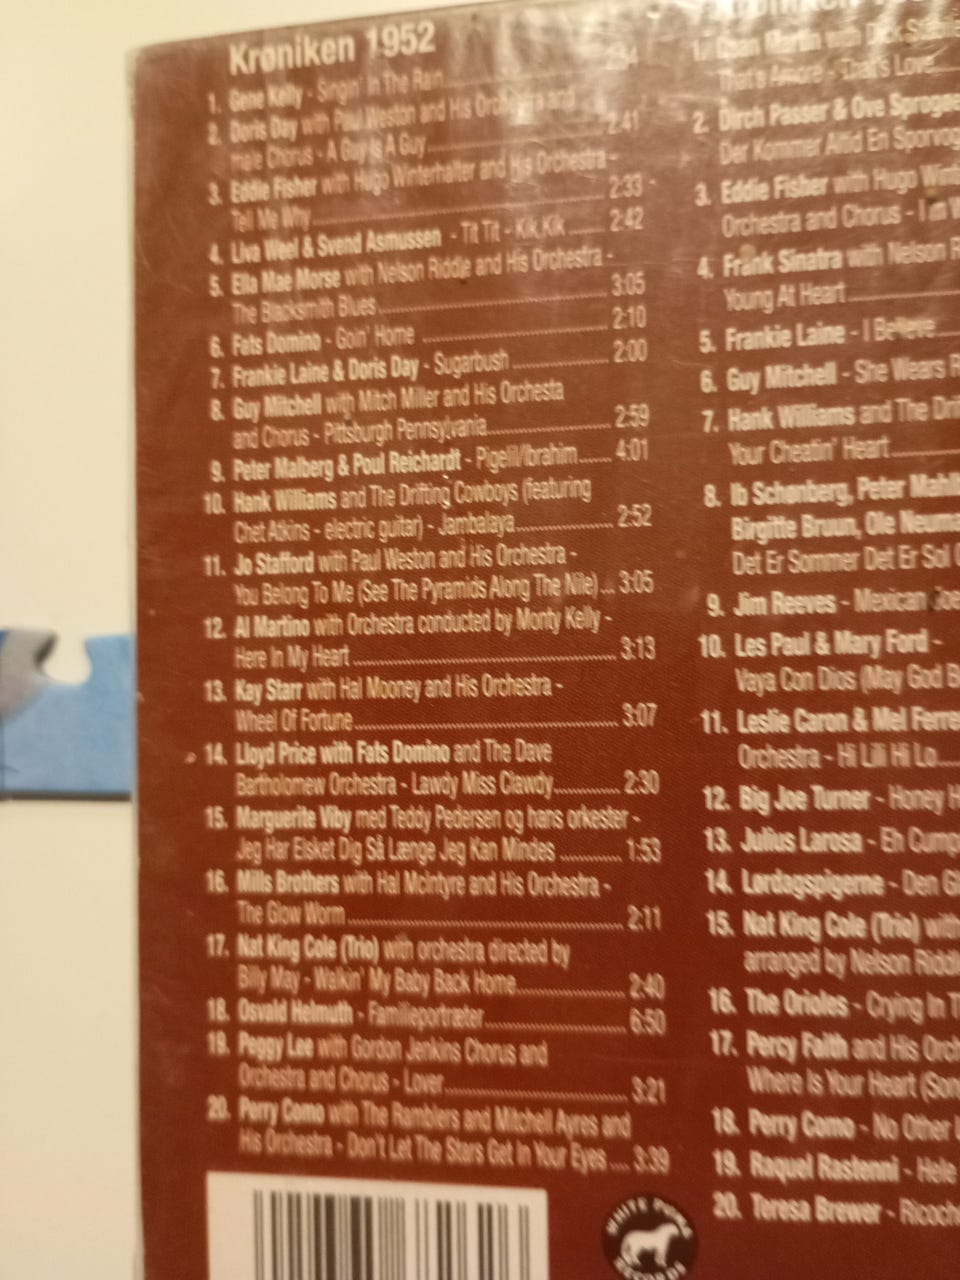 Krøniken 1952
1. Gene Kelly - Singin' In The Rain
2. Doris Day with Paul Weston and His Orchestra and
male Chorus - A Guy Is A Guy 2:41
3. Eddie Fisher with Hugo Winterhalter and His Orchestra -
Tell Me Why 2:33
4. Liva Weel & Svend Asmussen - Tit Tit - Kik Kik 2:42
5. Ella Mae Morse with Nelson Riddle and His Orchestra -
The Blacksmith Blues 3:05
6. Fats Domino - Goin' Home 2:10
7. Frankie Laine & Doris Day - Sugarbush 2:00
8. Guy Mitchell with Mitch Miller and His Orchesta
and Chorus - Pittsburgh Pennsylvania 2:59
9. Peter Malberg & Poul Reichardt - Pigelil/Ibrahim 4:01
10. Hank Williams and The Drifting Cowboys (featuring
Chet Atkins - electric guitar) - Jambalaya 2:52
11. Jo Stafford with Paul Weston and His Orchestra -
You Belong To Me (See The Pyramids Along The Nile) 3:05
12. Al Martino with Orchestra conducted by Monty Kelly -
Here In My Heart 3:13
13. Kay Starr with Hal Mooney and His Orchestra -
Wheel Of Fortune 3:07
14. Lloyd Price with Fats Domino and The Dave
Bartholomew Orchestra - Lawdy Miss Clawdy 2:30
15. Marguerite Viby med Teddy Pedersen og hans orkester -
Jeg Har Elsket Dig Så Længe Jeg Kan Mindes 1:53
16. Mills Brothers with Hal McIntyre and His Orchestra -
The Glow Worm 2:11
17. Nat King Cole (Trio) with orchestra directed by
Billy May - Walkin' My Baby Back Home 2:40
18. Osvald Helmuth - Familieportrætter 6:50
19. Peggy Lee with Gordon Jenkins Chorus and
Orchestra and Chorus - Lover 3:21
20. Perry Como with The Ramblers and Mitchell Ayres and
His Orchestra - Don't Let The Stars Get In Your Eyes 3:39
1. Dean Martin with Dick
That's Amore - That's Love
2. Dirch Passer & Ove
Der Kommer Altid En
3. Eddie Fisher with Hugo
Orchestra and Chorus - I'm
4. Frank Sinatra with Nelson
Young At Heart
5. Frankie Laine - I Believe
6. Guy Mitchell - She Wears
7. Hank Williams and The
Your Cheatin' Heart
8. Ib Schønberg, Peter
Birgitte Bruun, Ole
Det Er Sommer Det Er Sol
9. Jim Reeves - Mexican
10. Les Paul & Mary Ford -
Vaya Con Dios (May God
11. Leslie Caron & Mel
Orchestra - Hi Lili Hi Lo
12. Big Joe Turner - Honey
13. Julius Larosa - Eh
14. Lørdagspigerne - Den
15. Nat King Cole (Trio) with
arranged by Nelson
16. The Orioles - Crying In
17. Percy Faith and His
Where Is Your Heart
18. Perry Como - No Other
19. Raquel Rastenni - Hele
20. Teresa Brewer -
WHITE
RECORDS